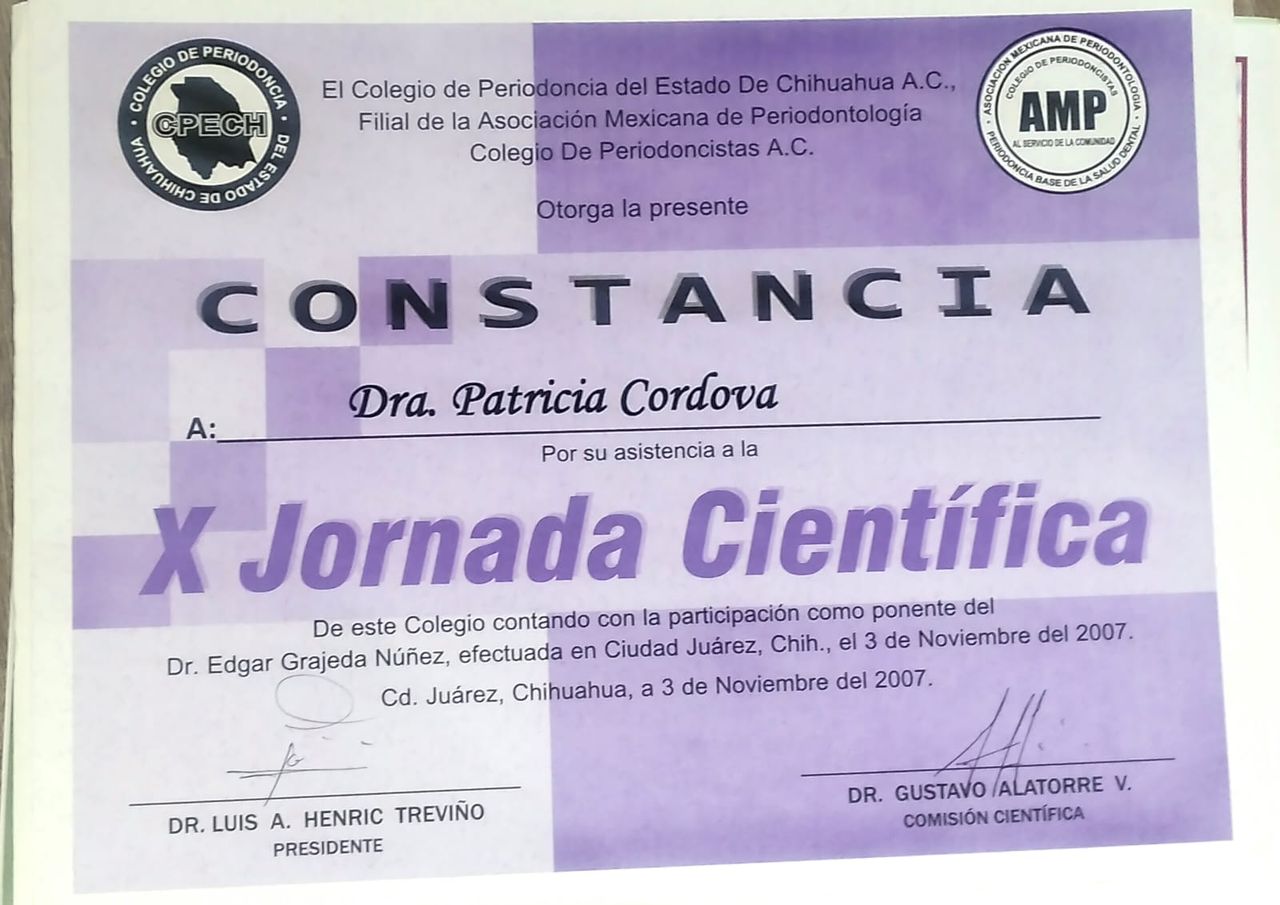 COLEGIO DE PERIODONCIA DEL ESTADO DE CHIHUAHUA
CPECH
El Colegio de Periodoncia del Estado De Chihuahua A.C.,
Filial de la Asociación Mexicana de Periodontología
Colegio De Periodoncistas A.C.
ASOCIACIÓN MEXICANA DE PERIODONTOLOGIA
COLEGIO DE PERIODONCISTAS
AMP
AL SERVICIO DE LA COMUNIDAD
PERIODONCIA BASE DE LA SALUD DENTAL
Otorga la presente
CONSTANCIA
A: Dra. Patricia Cordova
Por su asistencia a la
X Jornada Científica
De este Colegio contando con la participación como ponente del
Dr. Edgar Grajeda Núñez, efectuada en Ciudad Juárez, Chih., el 3 de Noviembre del 2007.
Cd. Juárez, Chihuahua, a 3 de Noviembre del 2007.
DR. LUIS A. HENRIC TREVIÑO
PRESIDENTE
DR. GUSTAVO ALATORRE V.
COMISIÓN CIENTÍFICA